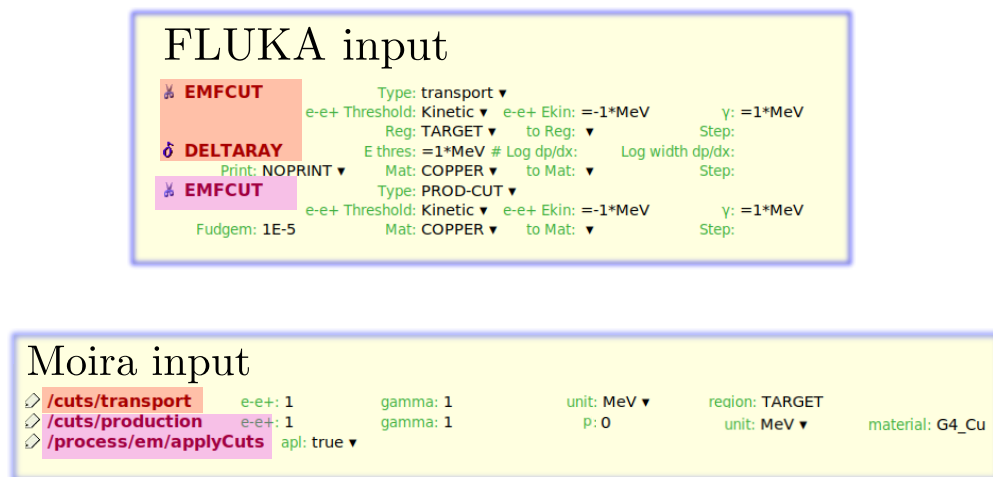 FLUKA input
EMFCUT Type: transport ▼
e-e+ Threshold: Kinetic ▼ e-e+ Ekin: =-1*MeV γ: =1*MeV
Reg: TARGET ▼ to Reg: ▼ Step:
DELTARAY E thres: =1*MeV # Log dp/dx: Log width dp/dx:
Print: NOPRINT ▼ Mat: COPPER ▼ to Mat: ▼ Step:
EMFCUT Type: PROD-CUT ▼
e-e+ Threshold: Kinetic ▼ e-e+ Ekin: =-1*MeV γ: =1*MeV
Fudgem: 1E-5 Mat: COPPER ▼ to Mat: ▼ Step:
Moira input
/cuts/transport e-e+: 1 gamma: 1 unit: MeV ▼ region: TARGET
/cuts/production e-e+: 1 gamma: 1 p: 0 unit: MeV ▼ material: G4_Cu
/process/em/applyCuts apl: true ▼